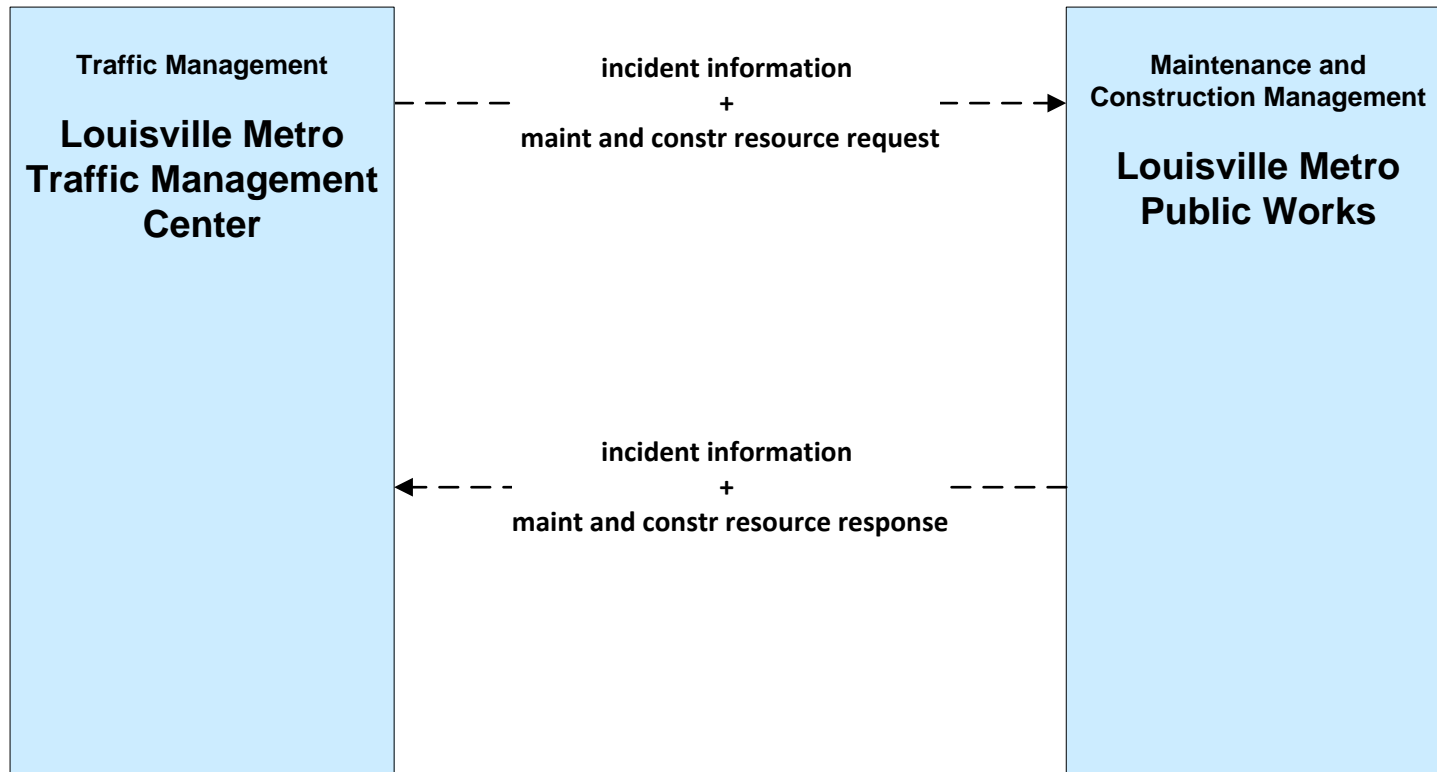 Traffic Management
Louisville Metro
Traffic Management
Center
incident information
+
maint and constr resource request
Maintenance and
Construction Management
Louisville Metro
Public Works
incident information
+
maint and constr resource response